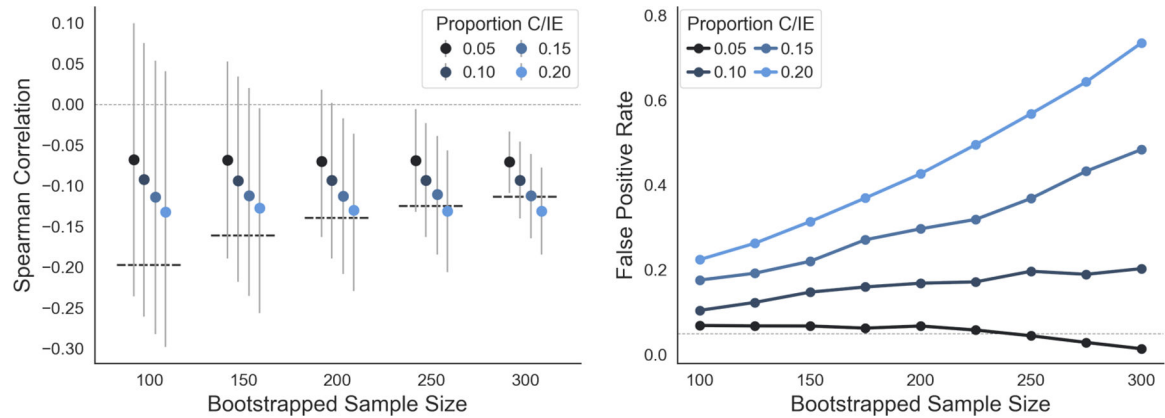 0.10
0.05
0.00
−0.05
−0.10
−0.15
−0.20
−0.25
−0.30
Spearman Correlation
Proportion C/IE
0.05 0.15
0.10 0.20
100 150 200 250 300
Bootstrapped Sample Size
0.8
0.6
0.4
0.2
0.0
False Positive Rate
Proportion C/IE
0.05 0.15
0.10 0.20
100 150 200 250 300
Bootstrapped Sample Size